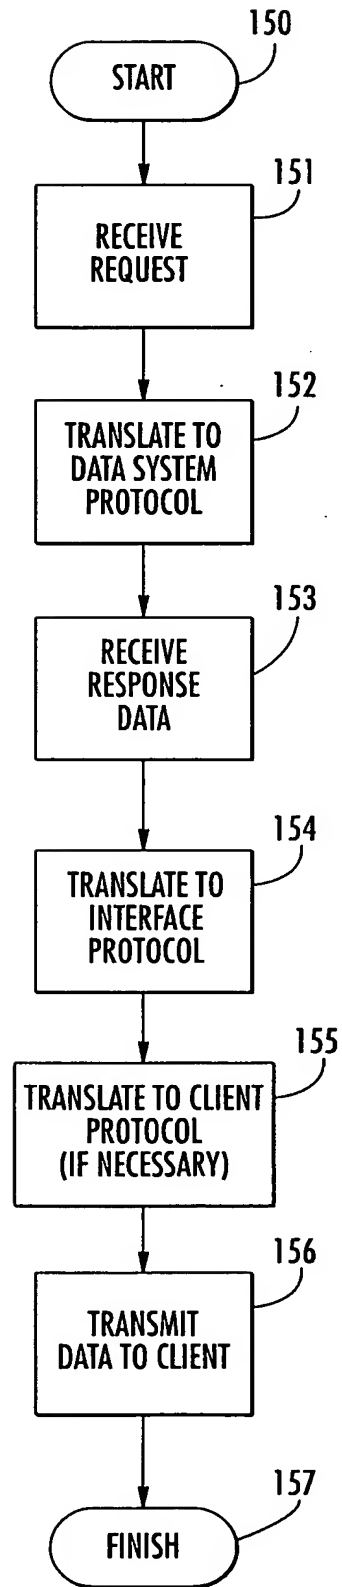 150
START
151
RECEIVE
REQUEST
152
TRANSLATE TO
DATA SYSTEM
PROTOCOL
153
RECEIVE
RESPONSE
DATA
154
TRANSLATE TO
INTERFACE
PROTOCOL
155
TRANSLATE TO CLIENT
PROTOCOL
(IF NECESSARY)
156
TRANSMIT
DATA TO CLIENT
157
FINISH